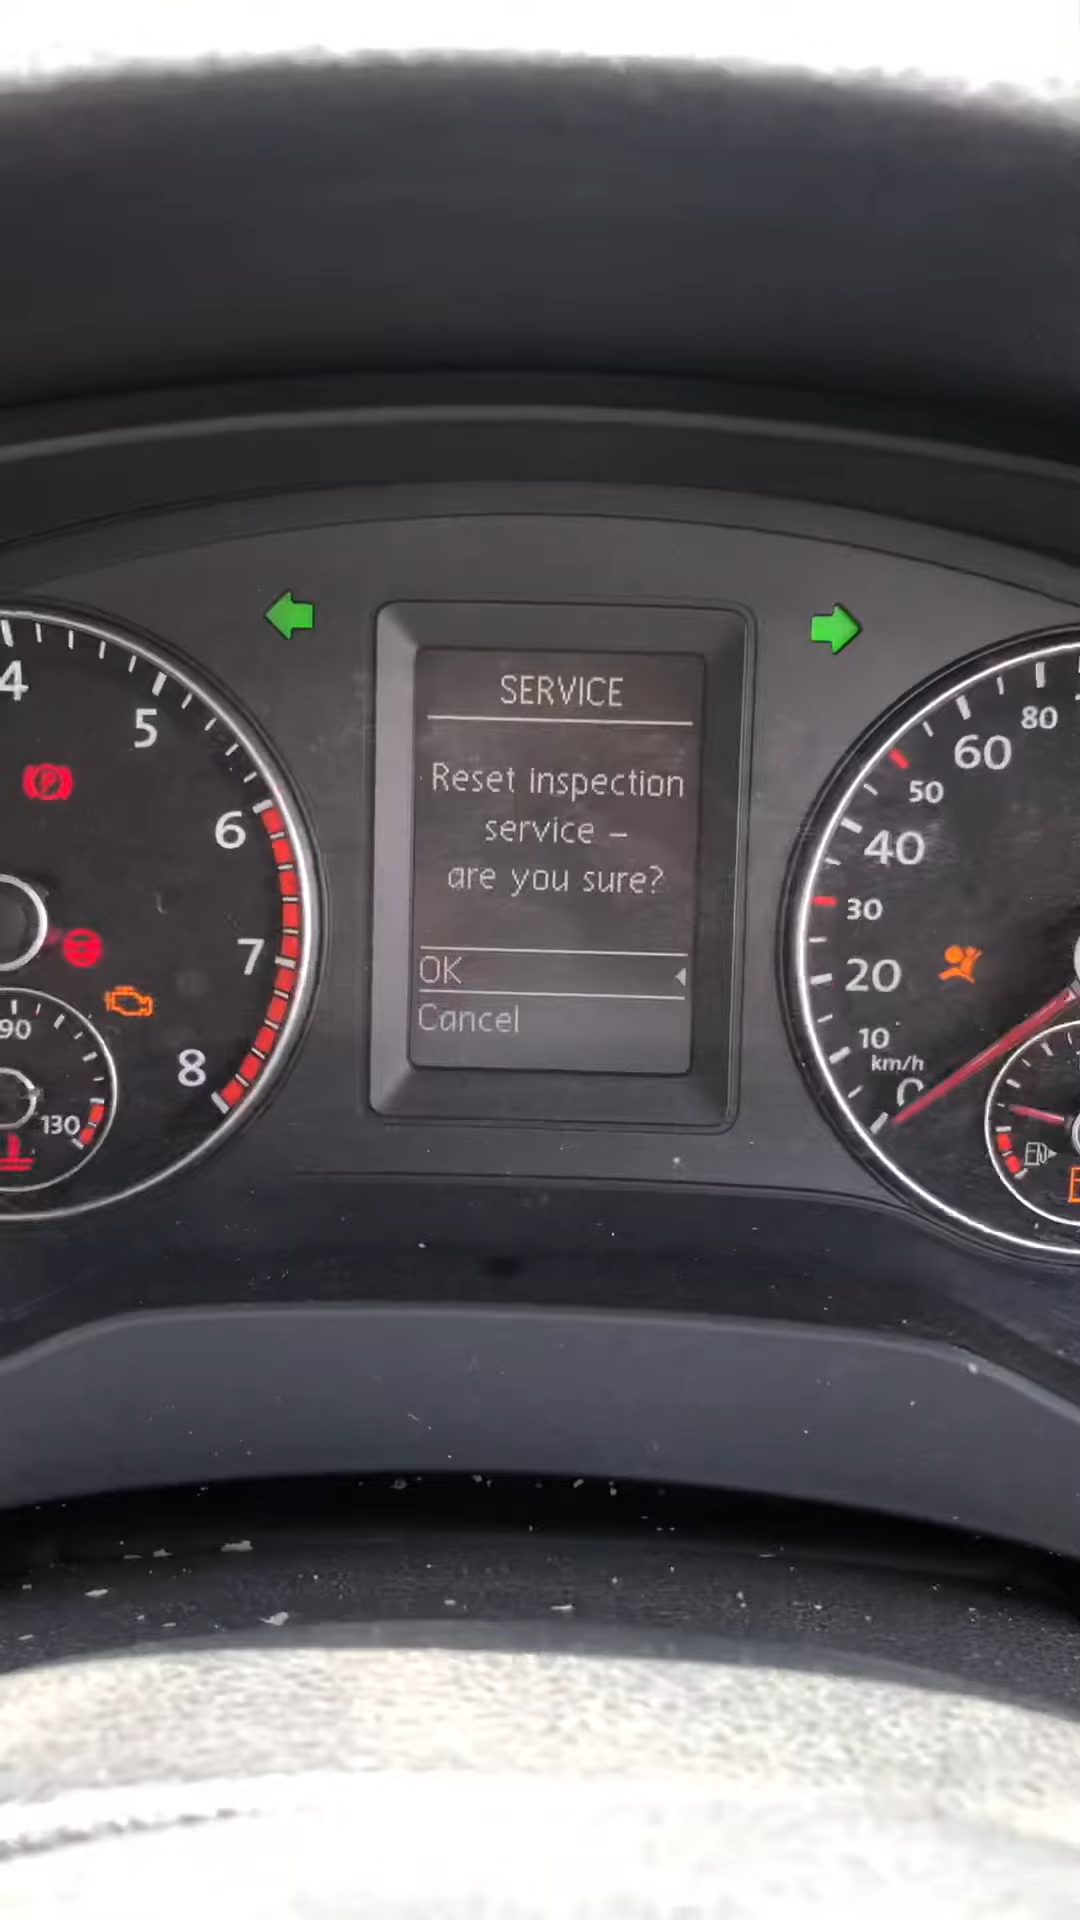 SERVICE
Reset inspection
service –
are you sure?
OK
Cancel
4
5
6
7
8
90
130
80
60
50
40
30
20
10
km/h
0